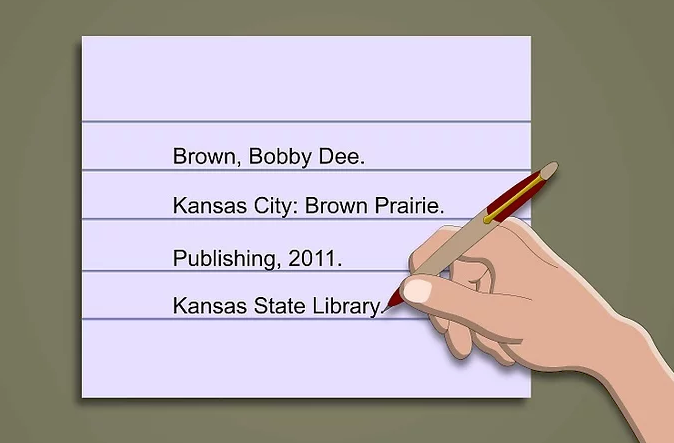 Brown, Bobby Dee.
Kansas City: Brown Prairie.
Publishing, 2011.
Kansas State Library.